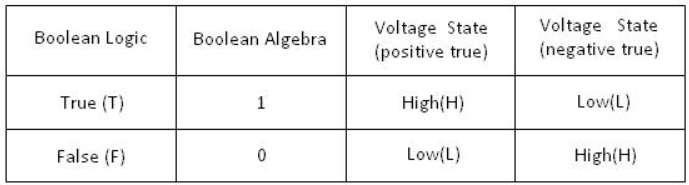 Boolean Logic
Boolean Algebra
Voltage State
(positive true)
Voltage State
(negative true)
True (T)
1
High(H)
Low(L)
False (F)
0
Low(L)
High(H)